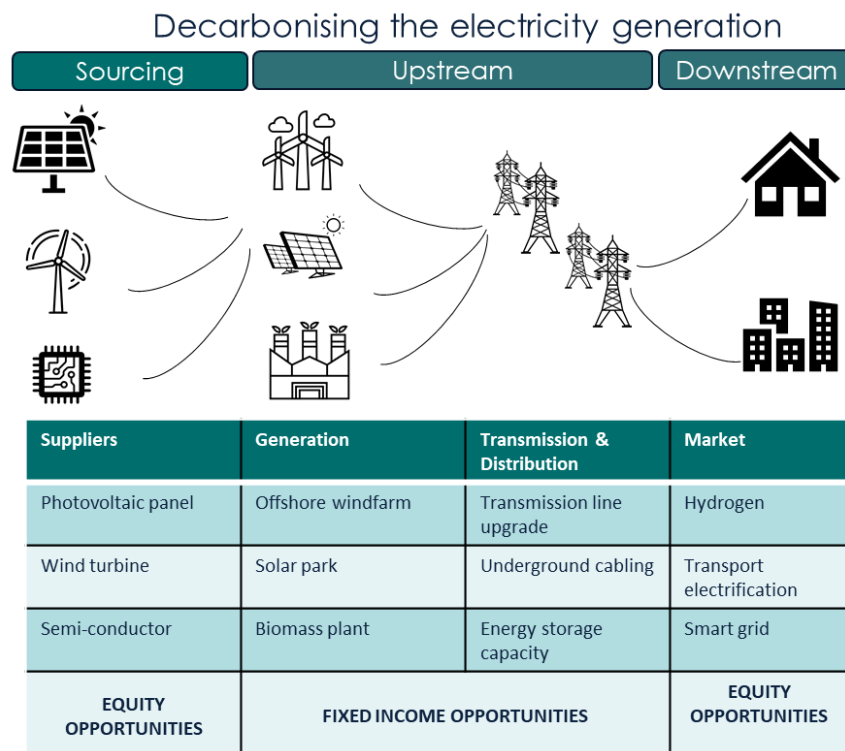 Decarbonising the electricity generation
Sourcing
Upstream
Downstream
Suppliers
Generation
Transmission &
Distribution
Market
Photovoltaic panel
Offshore windfarm
Transmission line
upgrade
Hydrogen
Wind turbine
Solar park
Underground cabling
Transport
electrification
Semi-conductor
Biomass plant
Energy storage
capacity
Smart grid
EQUITY
OPPORTUNITIES
FIXED INCOME OPPORTUNITIES
EQUITY
OPPORTUNITIES